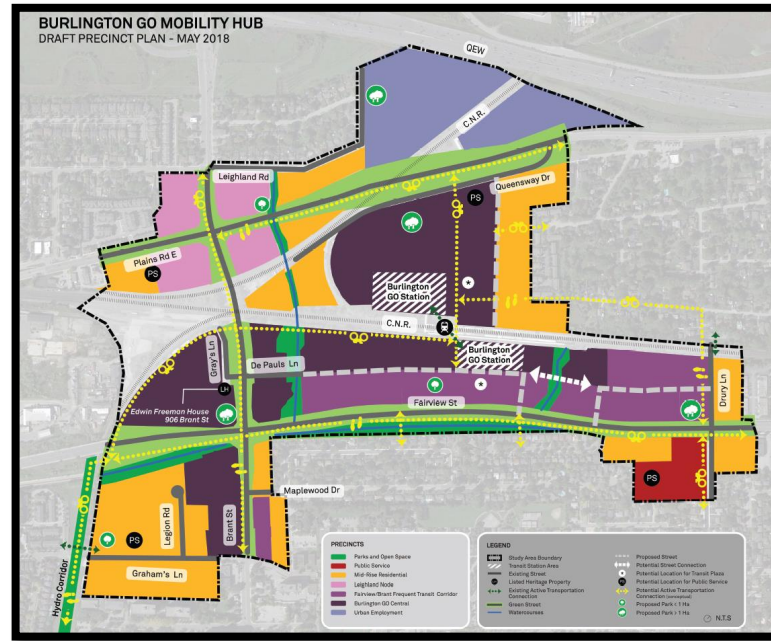 BURLINGTON GO MOBILITY HUB
DRAFT PRECINCT PLAN - MAY 2018
QEW
C.N.R.
Leighland Rd
Queensway Dr
PS
Plains Rd E
PS
Burlington
GO Station
C.N.R.
Burlington
GO Station
Gray's Ln
De Pauls Ln
Drury Ln
LH
Edwin Freemon House
906 Brant St
Fairview St
PS
Maplewood Dr
Legion Rd
Brant St
PS
Graham's Ln
Hydro Corridor
PRECINCTS
Parks and Open Space
Public Service
Mid-Rise Residential
Leighland Node
Fairview/Brant Frequent Transit Corridor
Burlington GO Central
Urban Employment
LEGEND
Study Area Boundary
Transit Station Area
Existing Street
Listed Heritage Property
Existing Active Transportation
Connection
Green Street
Watercourses
Proposed Street
Potential Street Connection
Potential Location for Transit Plaza
Potential Location for Public Service
Potential Active Transportation
Connection (conceptual)
Proposed Park < 1 Ha
Proposed Park > 1 Ha
N.T.S